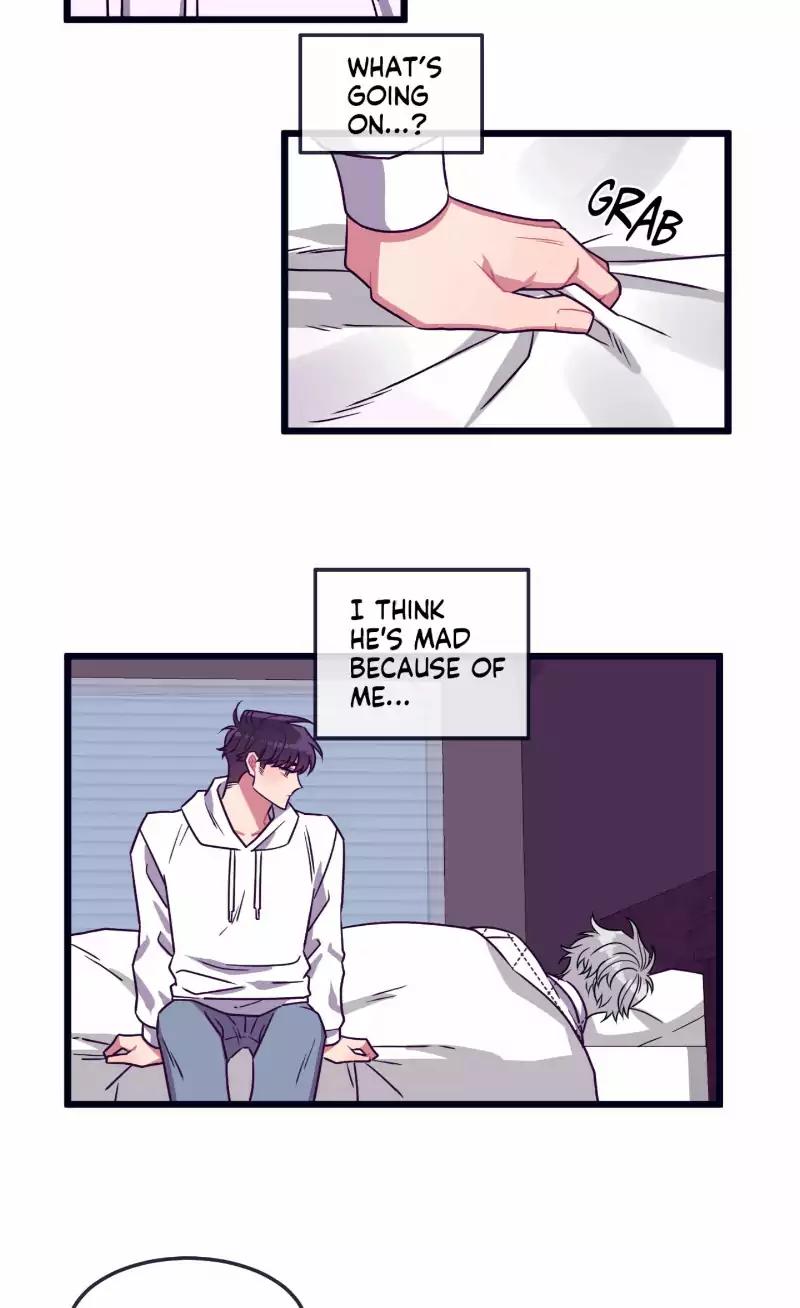 WHAT'S
GOING
ON...?
GRAB
I THINK
HE'S MAD
BECAUSE OF
ME...